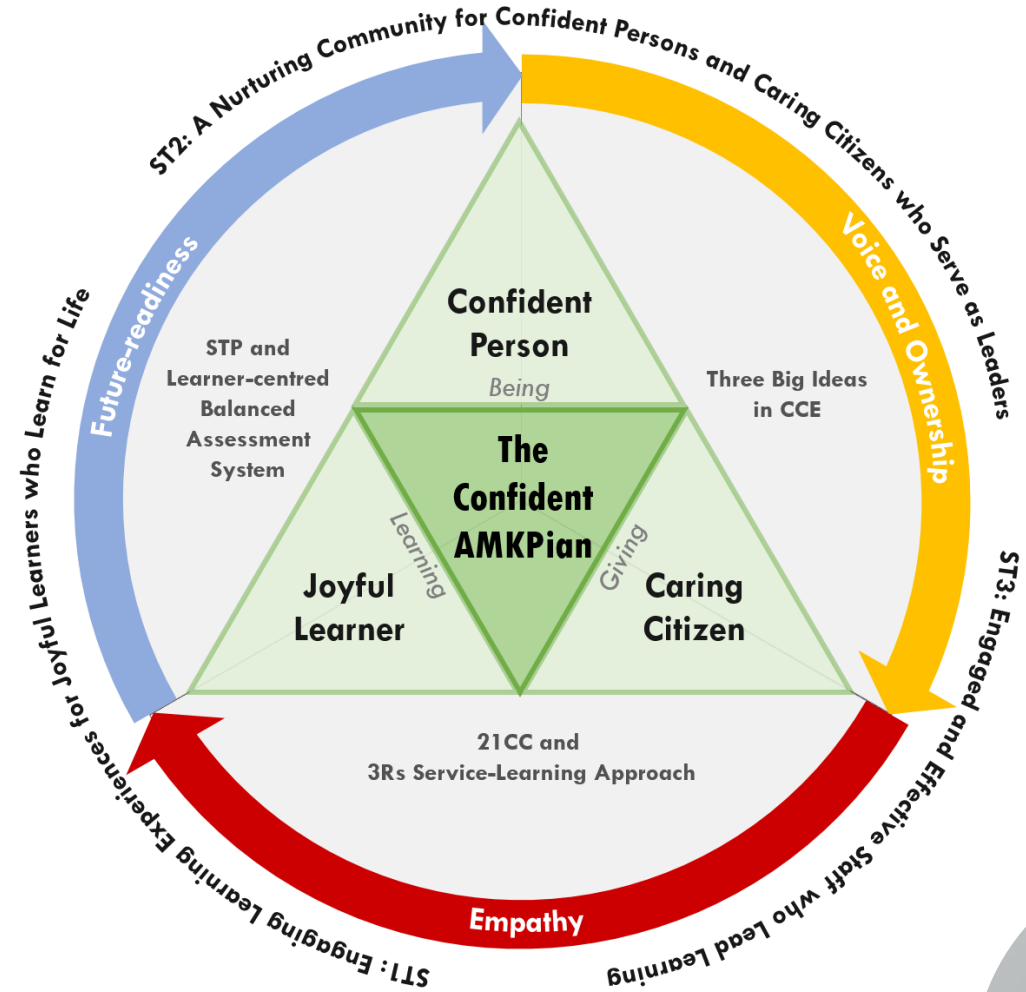 ST2: A Nurturing Community for Confident Persons and Caring Citizens who Serve as Leaders
ST1: Engaging Learning Experiences for Joyful Learners who Learn for Life
ST3: Engaged and Effective Staff who Lead Learning
Future-readiness
Voice and Ownership
Empathy
Confident
Person
Being
STP and
Learner-centred
Balanced
Assessment
System
Three Big Ideas
in CCE
The
Confident
AMKPian
Learning
Giving
Joyful
Learner
Caring
Citizen
21CC and
3Rs Service-Learning Approach